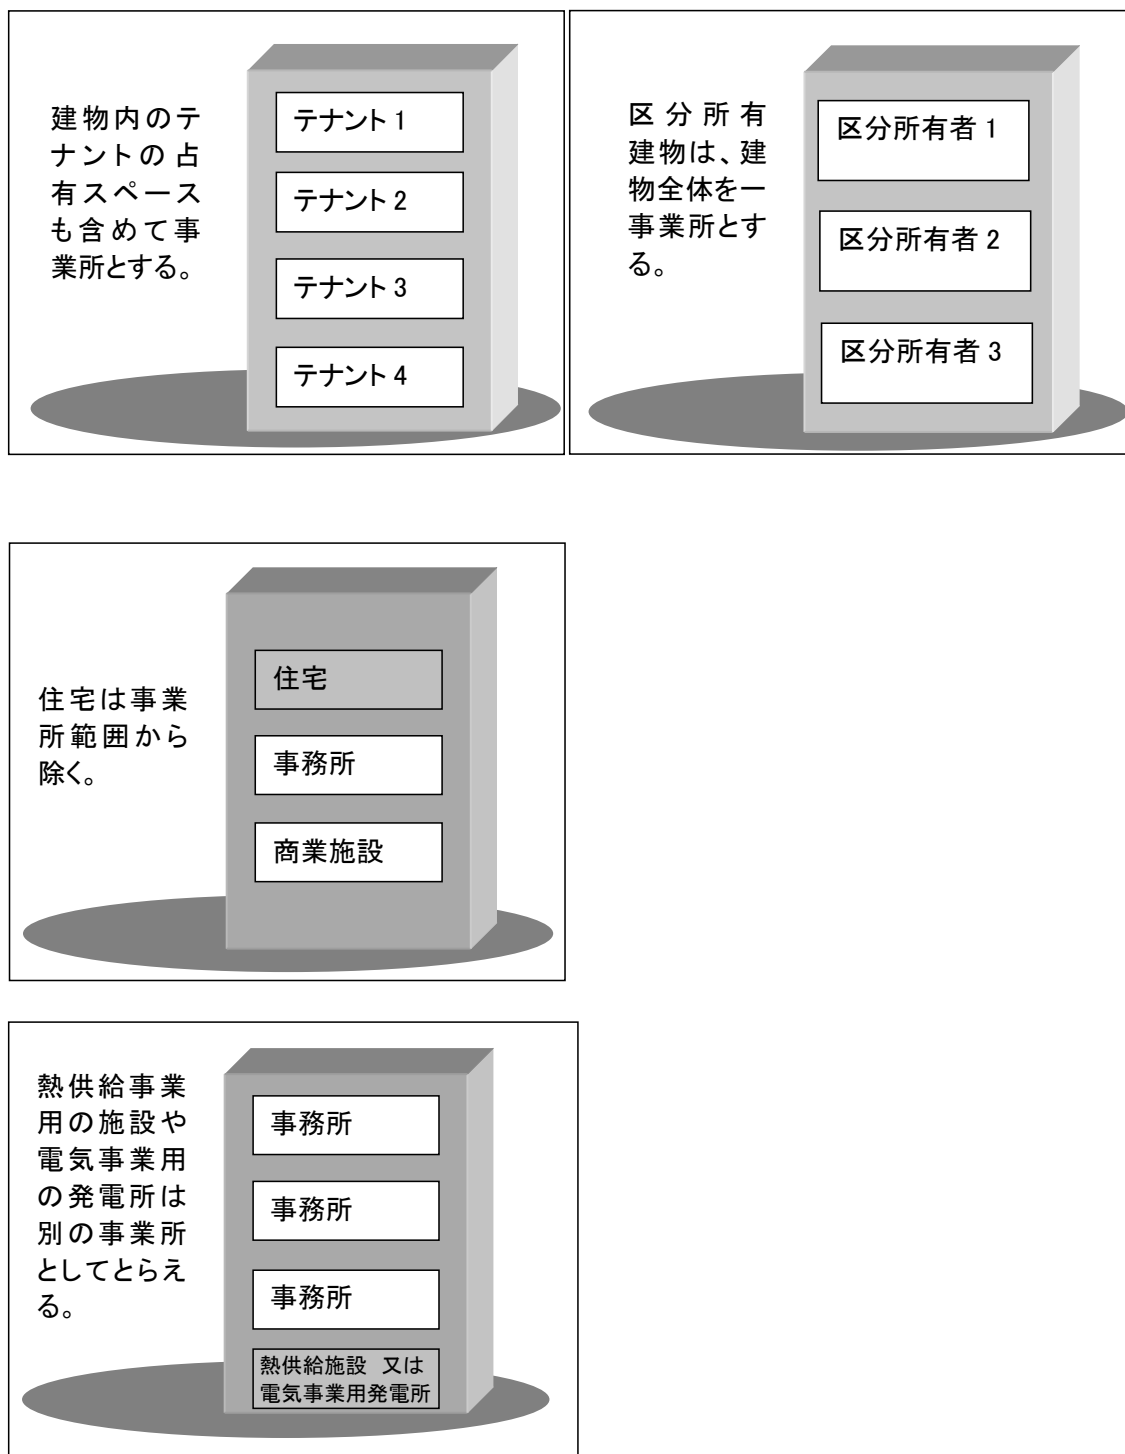 建物内のテ
ナントの占
有スペース
も含めて事
業所とする。
テナント 1
テナント 2
テナント 3
テナント 4
区分所有
建物は、建
物全体を一
事業所とす
る。
区分所有者 1
区分所有者 2
区分所有者 3
住宅は事業
所範囲から
除く。
住宅
事務所
商業施設
熱供給事業
用の施設や
電気事業用
の発電所は
別の事業所
としてとらえ
る。
事務所
事務所
事務所
熱供給施設 又は
電気事業用発電所